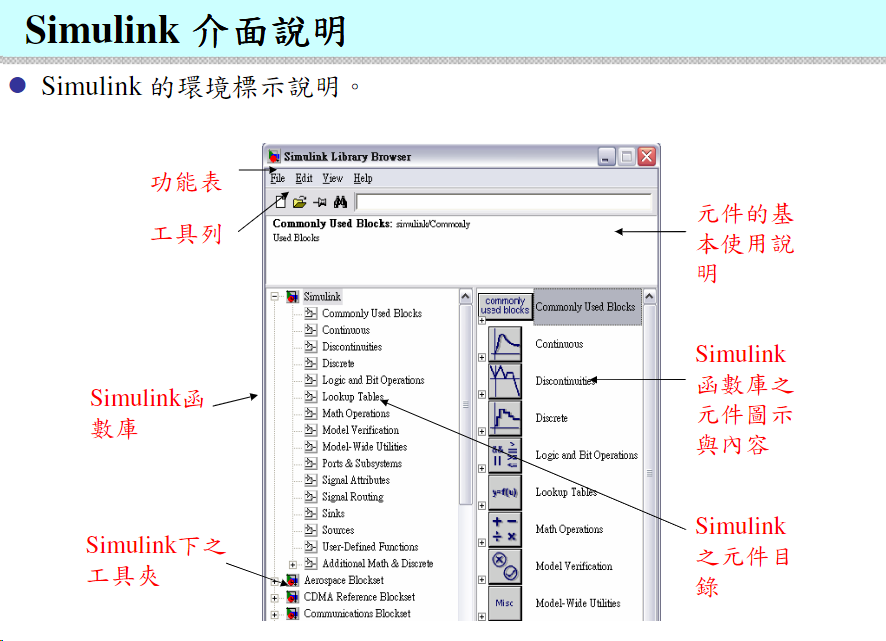 Simulink 介面說明
Simulink 的環境標示說明。
功能表
工具列
Simulink函
數庫
Simulink下之
工具夾
Simulink Library Browser
File Edit View Help
Commonly Used Blocks: simulink/Commonly
Used Blocks
Simulink
Commonly Used Blocks
Continuous
Discontinuities
Discrete
Logic and Bit Operations
Lookup Tables
Math Operations
Model Verification
Model-Wide Utilities
Ports & Subsystems
Signal Attributes
Signal Routing
Sinks
Sources
User-Defined Functions
Additional Math & Discrete
Aerospace Blockset
CDMA Reference Blockset
Communications Blockset
commonly
used blocks
Commonly Used Blocks
Continuous
Discontinuities
Discrete
Logic and Bit Operations
y=f(u)
Lookup Tables
Math Operations
Model Verification
Misc
Model-Wide Utilities
元件的基
本使用說
明
Simulink
函數庫之
元件圖示
與內容
Simulink
之元件目
錄